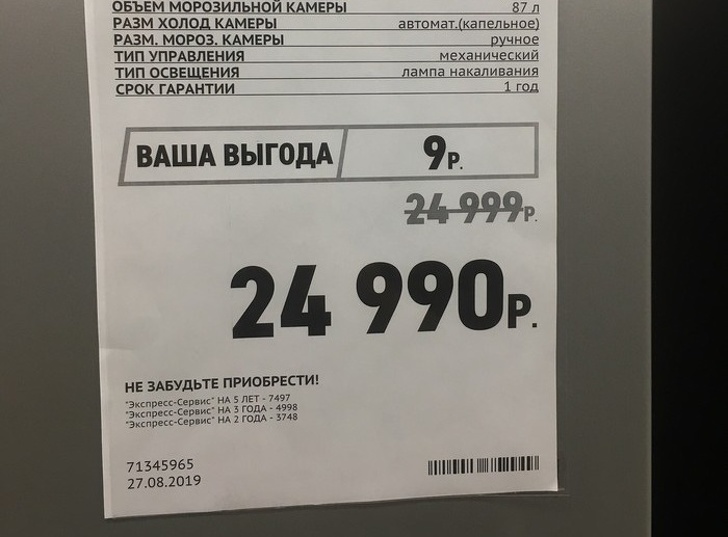 ОБЪЕМ МОРОЗИЛЬНОЙ КАМЕРЫ 87 л
РАЗМ ХОЛОД КАМЕРЫ автомат.(капельное)
РАЗМ. МОРОЗ. КАМЕРЫ ручное
ТИП УПРАВЛЕНИЯ механический
ТИП ОСВЕЩЕНИЯ лампа накаливания
СРОК ГАРАНТИИ 1 год
ВАША ВЫГОДА 9Р.
24 999Р.
24 990Р.
НЕ ЗАБУДЬТЕ ПРИОБРЕСТИ!
"Экспресс-Сервис" НА 5 ЛЕТ - 7497
"Экспресс-Сервис" НА 3 ГОДА - 4998
"Экспресс-Сервис" НА 2 ГОДА - 3748
71345965
27.08.2019